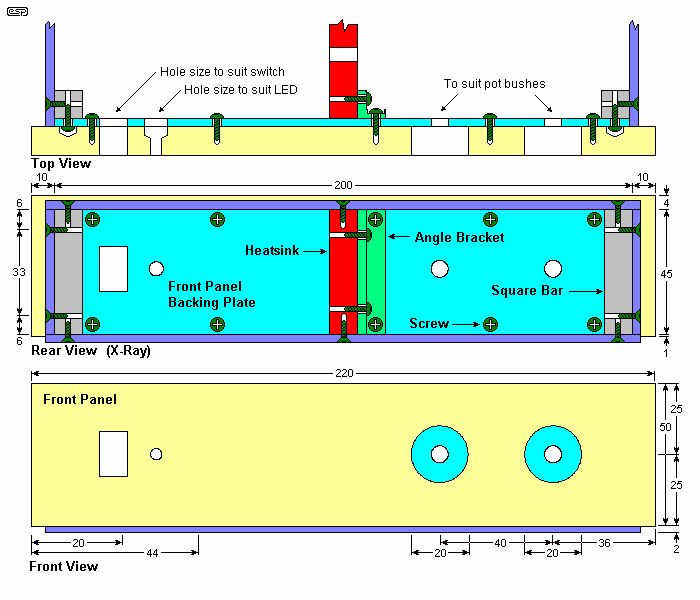 esp
Hole size to suit switch
Hole size to suit LED
To suit pot bushes
Top View
10
200
10
6
33
6
4
45
1
Heatsink
Angle Bracket
Front Panel
Backing Plate
Square Bar
Screw
Rear View (X-Ray)
220
Front Panel
50
25
25
2
20
44
20
40
20
36
Front View